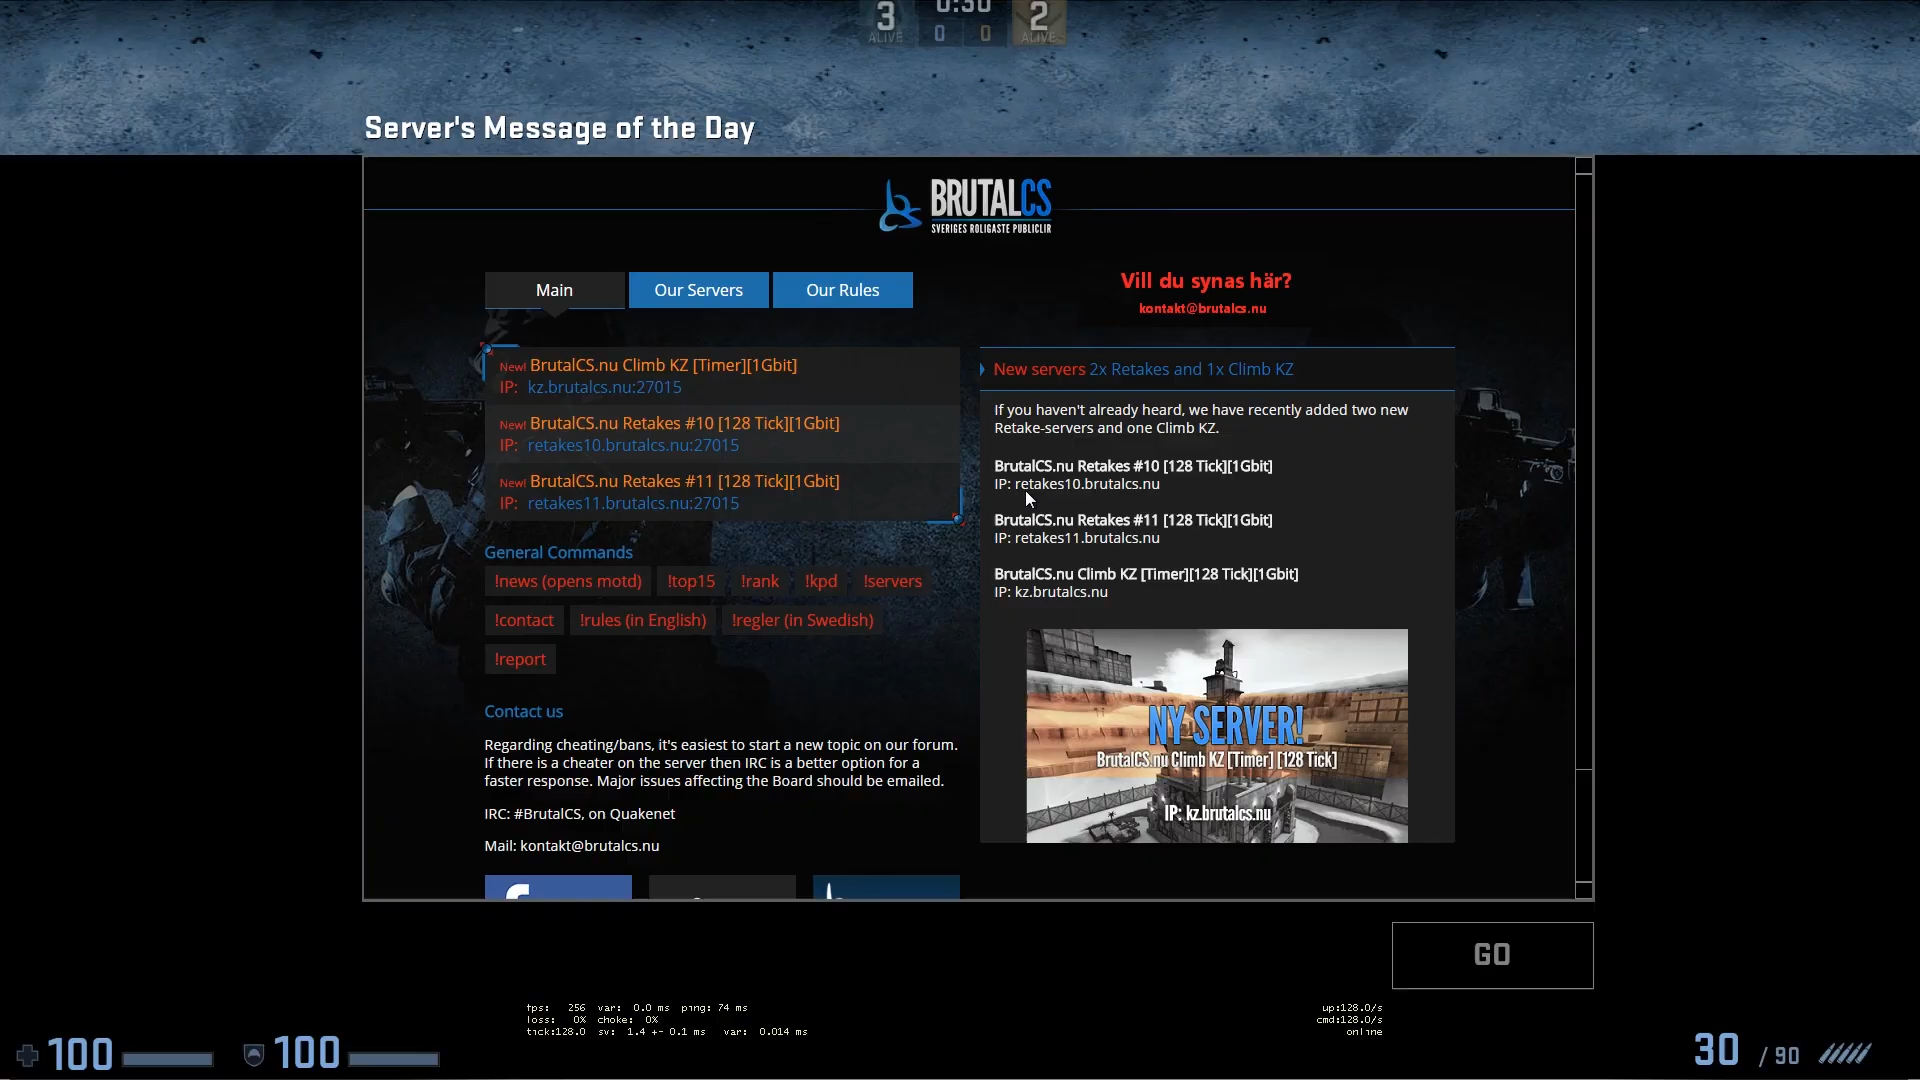 3
ALIVE
0:30
0
0
2
ALIVE
Server's Message of the Day
BRUTALCS
SVERIGES ROLIGASTE PUBLICLIR
Main
Our Servers
Our Rules
Vill du synas här?
kontakt@brutalcs.nu
New! BrutalCS.nu Climb KZ [Timer][1Gbit]
IP: kz.brutalcs.nu:27015
New! BrutalCS.nu Retakes #10 [128 Tick][1Gbit]
IP: retakes10.brutalcs.nu:27015
New! BrutalCS.nu Retakes #11 [128 Tick][1Gbit]
IP: retakes11.brutalcs.nu:27015
General Commands
!news (opens motd) !top15 !rank !kpd !servers
!contact !rules (in English) !regler (in Swedish)
!report
Contact us
Regarding cheating/bans, it's easiest to start a new topic on our forum.
If there is a cheater on the server then IRC is a better option for a
faster response. Major issues affecting the Board should be emailed.
IRC: #BrutalCS, on Quakenet
Mail: kontakt@brutalcs.nu
New servers 2x Retakes and 1x Climb KZ
If you haven't already heard, we have recently added two new
Retake-servers and one Climb KZ.
BrutalCS.nu Retakes #10 [128 Tick][1Gbit]
IP: retakes10.brutalcs.nu
BrutalCS.nu Retakes #11 [128 Tick][1Gbit]
IP: retakes11.brutalcs.nu
BrutalCS.nu Climb KZ [Timer][128 Tick][1Gbit]
IP: kz.brutalcs.nu
NY SERVER!
BrutalCS.nu Climb KZ [Timer] [128 Tick]
IP: kz.brutalcs.nu
GO
fps: 256 var: 0.0 ms ping: 74 ms
loss: 0% choke: 0%
tick:128.0 sv: 1.4 +- 0.1 ms var: 0.014 ms
up:128.0/s
cmd:128.0/s
online
100
100
30 / 90